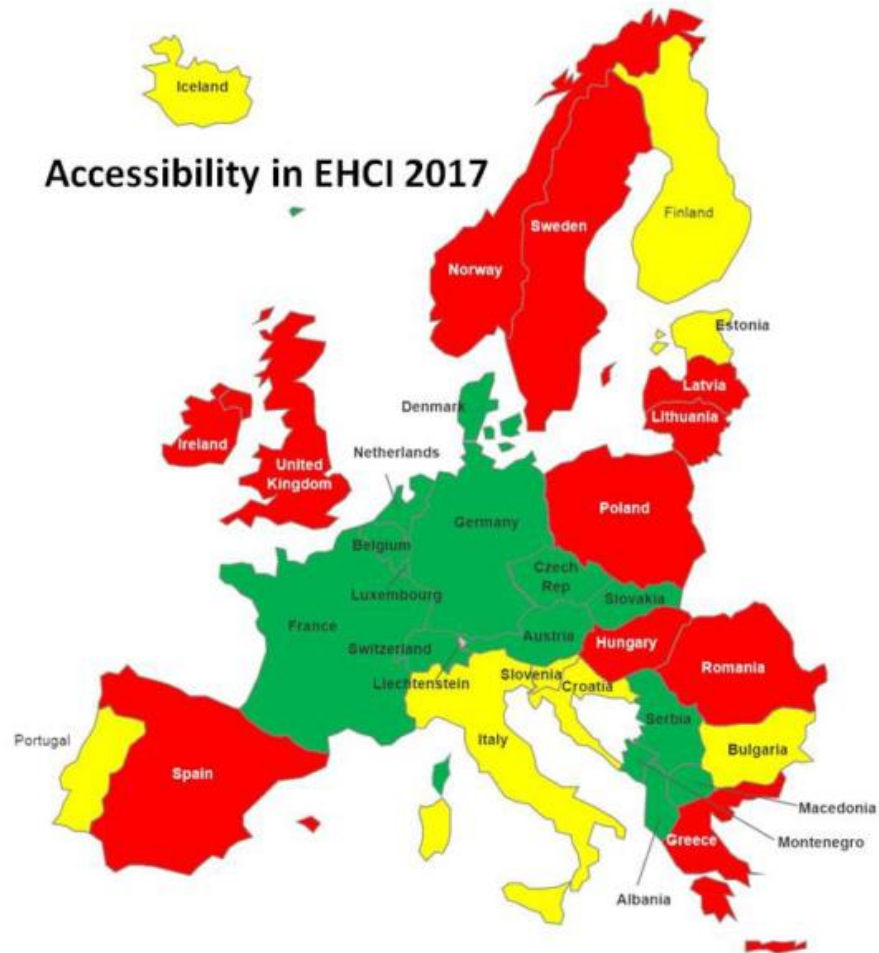 Iceland
Accessibility in EHCI 2017
Finland
Sweden
Norway
Estonia
Latvia
Lithuania
Denmark
Ireland
Netherlands
United
Kingdom
Poland
Germany
Belgium
Czech
Rep
Luxembourg
Slovakia
France
Austria
Hungary
Switzerland
Romania
Slovenia
Liechtenstein
Croatia
Serbia
Portugal
Italy
Bulgaria
Spain
Macedonia
Greece
Montenegro
Albania